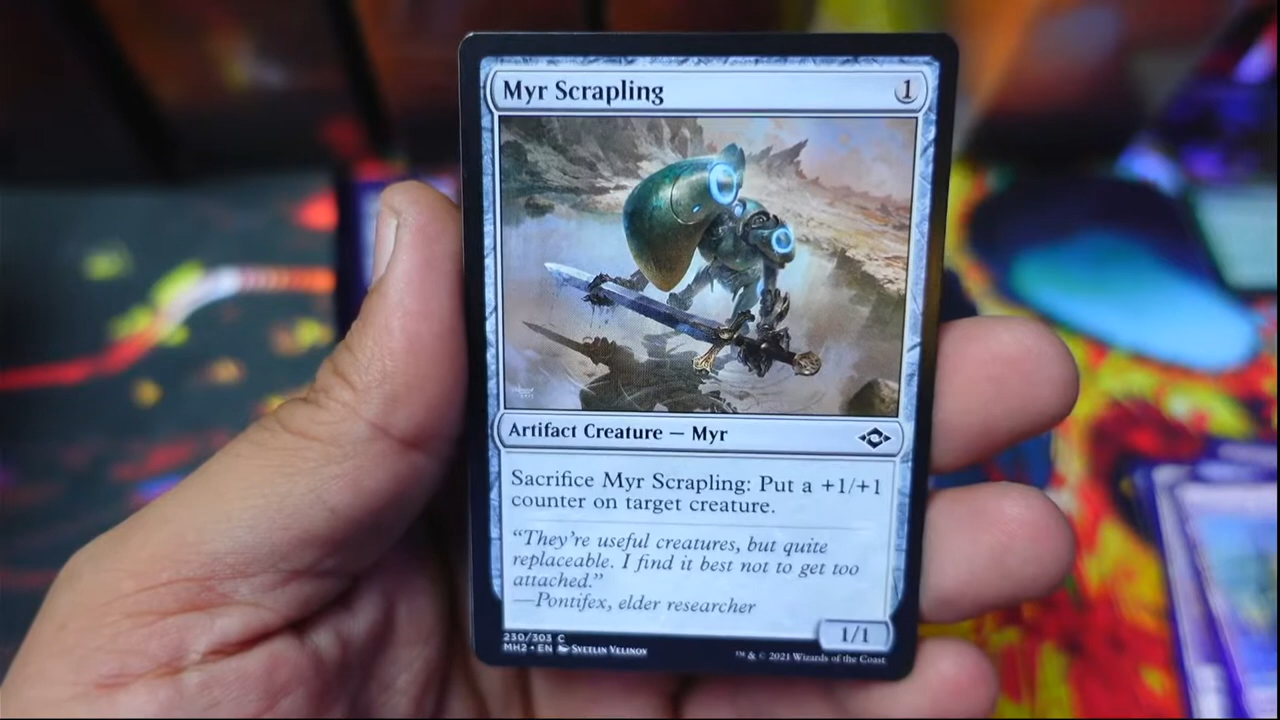 Myr Scrapling 1
Artifact Creature — Myr
Sacrifice Myr Scrapling: Put a +1/+1
counter on target creature.
“They’re useful creatures, but quite
replaceable. I find it best not to get too
attached.”
—Pontifex, elder researcher
1/1
230/303 C
MH2 • EN Svetlin Velinov
™ & © 2021 Wizards of the Coast